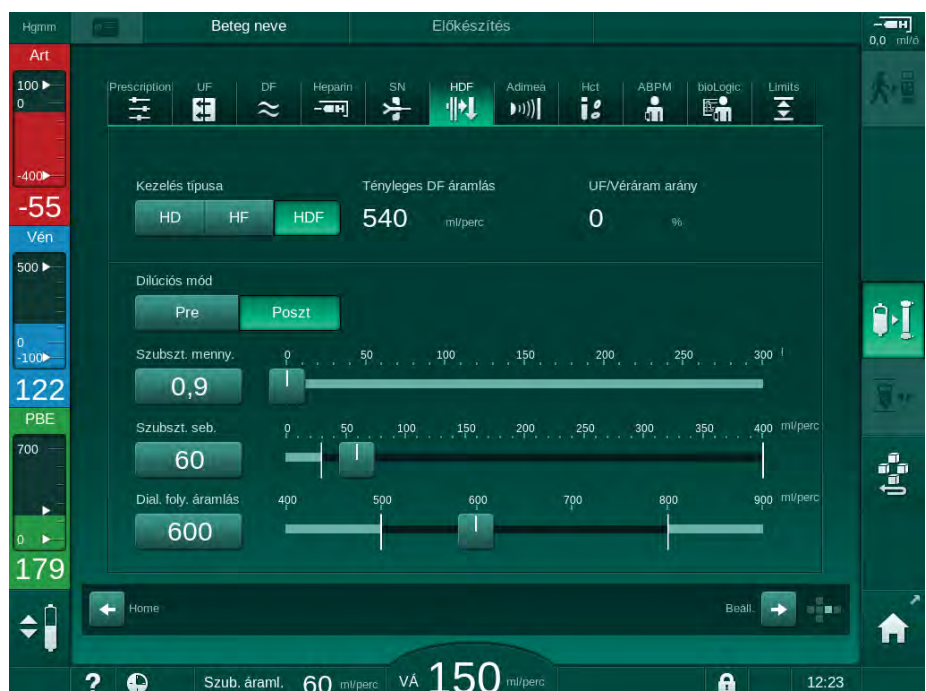 Hgmm
Beteg neve
Előkészítés
0,0 ml/ó
Art
100
0
-400
-55
Vén
500
0
-100
122
PBE
700
0
179
Prescription UF DF Heparin SN HDF Adimea Hct ABPM bioLogic Limits
Kezelés típusa Tényleges DF áramlás UF/Véráram arány
HD HF HDF 540 ml/perc 0 %
Dilúciós mód
Pre Poszt
Szubszt. menny. 0 50 100 150 200 250 300 l
0,9
Szubszt. seb. 0 50 100 150 200 250 300 350 400 ml/perc
60
Dial. foly. áramlás 400 500 600 700 800 900 ml/perc
600
Home Beáll.
? Szub. áraml. 60 ml/perc VÁ 150 ml/perc 12:23